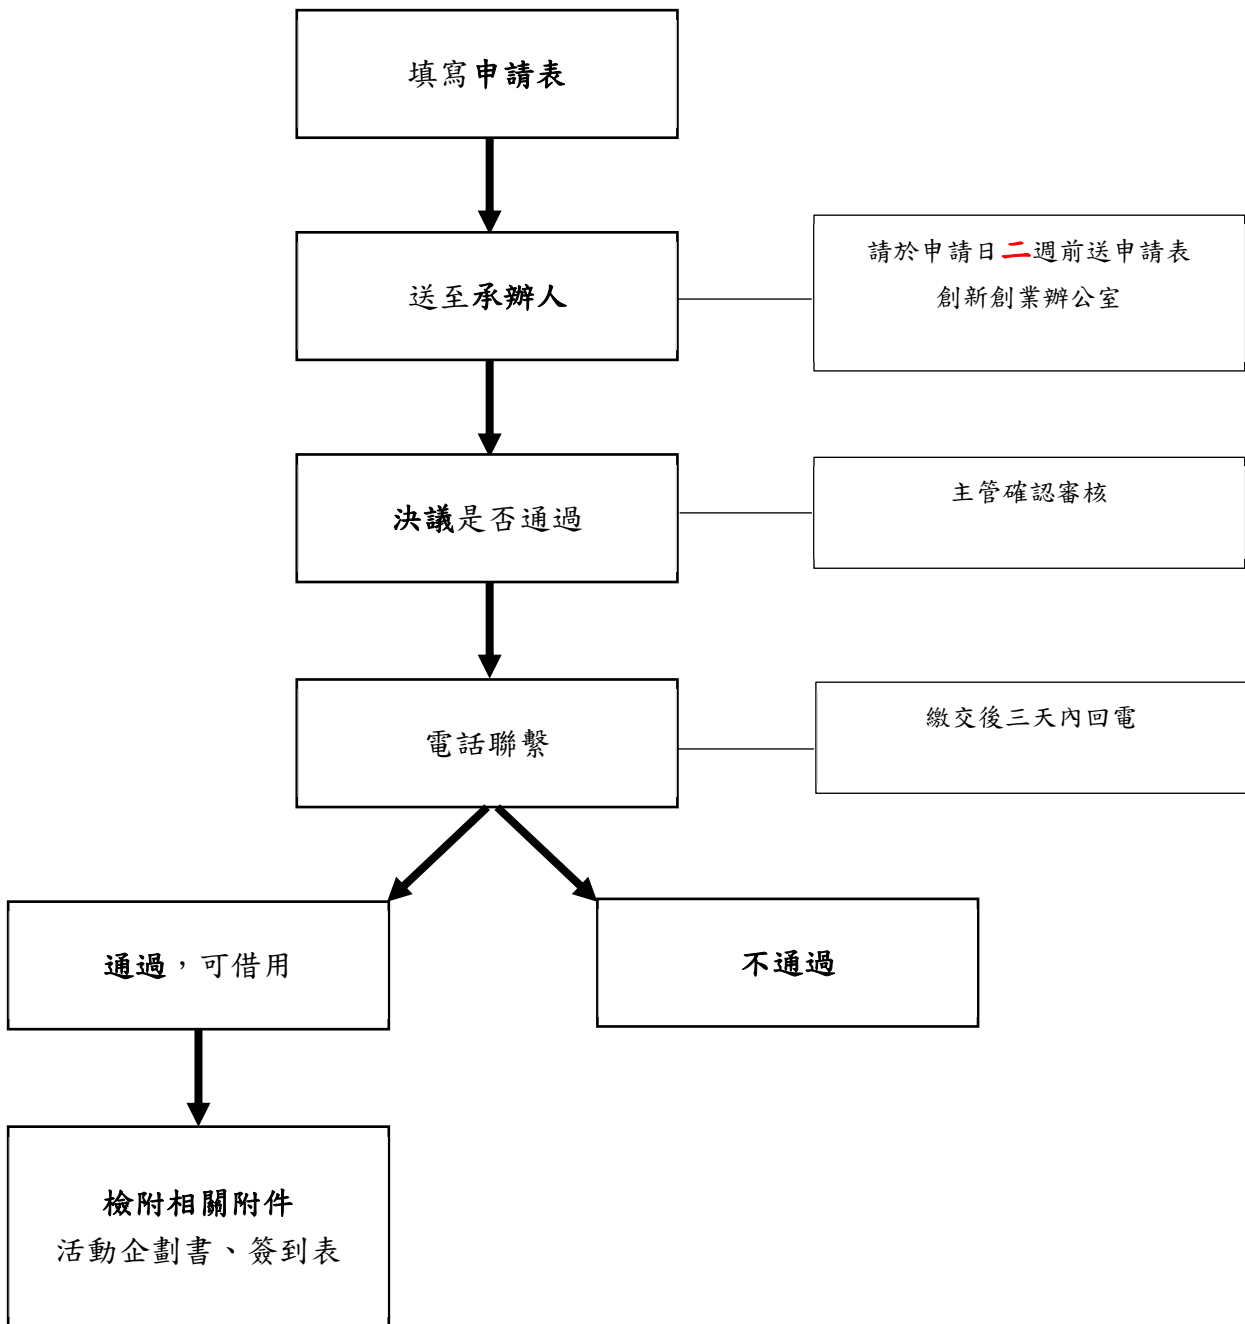 填寫申請表
送至承辦人
請於申請日二週前送申請表
創新創業辦公室
決議是否通過
主管確認審核
電話聯繫
繳交後三天內回電
通過，可借用
不通過
檢附相關附件
活動企劃書、簽到表